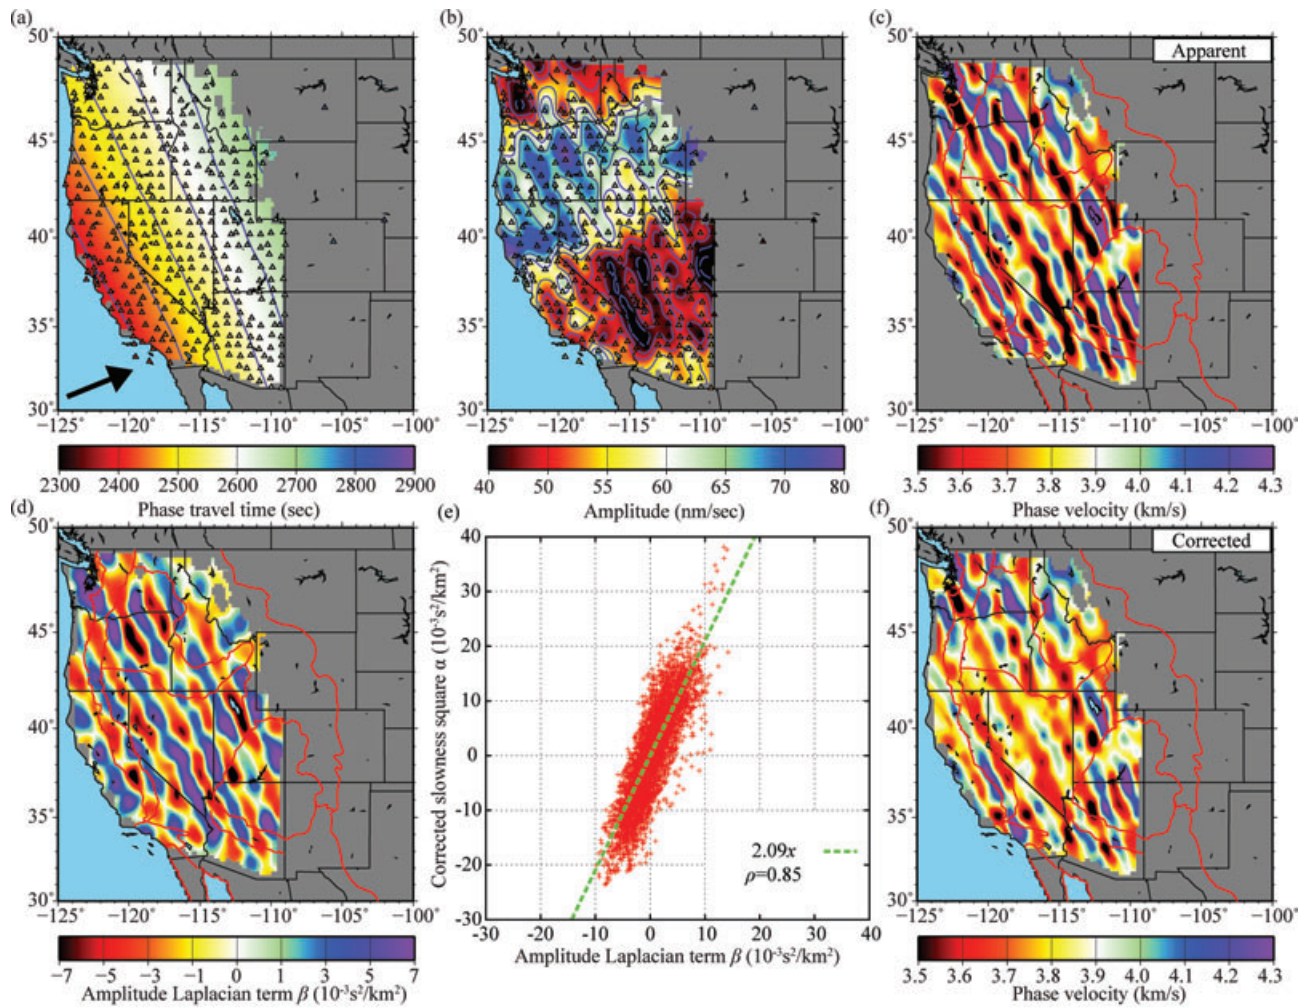 (a)
(b)
(c)
50°
45°
40°
35°
30°
−125° −120° −115° −110° −105° −100°
2300 2400 2500 2600 2700 2800 2900
Phase travel time (sec)
50°
45°
40°
35°
30°
−125° −120° −115° −110° −105° −100°
40 50 55 60 65 70 80
Amplitude (nm/sec)
Apparent
50°
45°
40°
35°
30°
−125° −120° −115° −110° −105° −100°
3.5 3.6 3.7 3.8 3.9 4.0 4.1 4.2 4.3
Phase velocity (km/s)
(d)
(e)
(f)
50°
45°
40°
35°
30°
−125° −120° −115° −110° −105° −100°
−7 −5 −3 −1 0 1 3 5 7
Amplitude Laplacian term β (10⁻³s²/km²)
Corrected slowness square α (10⁻³s²/km²)
40
30
20
10
0
-10
-20
-30
2.09x
ρ=0.85
-30 -20 -10 0 10 20 30 40
Amplitude Laplacian term β (10⁻³s²/km²)
Corrected
50°
45°
40°
35°
30°
−125° −120° −115° −110° −105° −100°
3.5 3.6 3.7 3.8 3.9 4.0 4.1 4.2 4.3
Phase velocity (km/s)